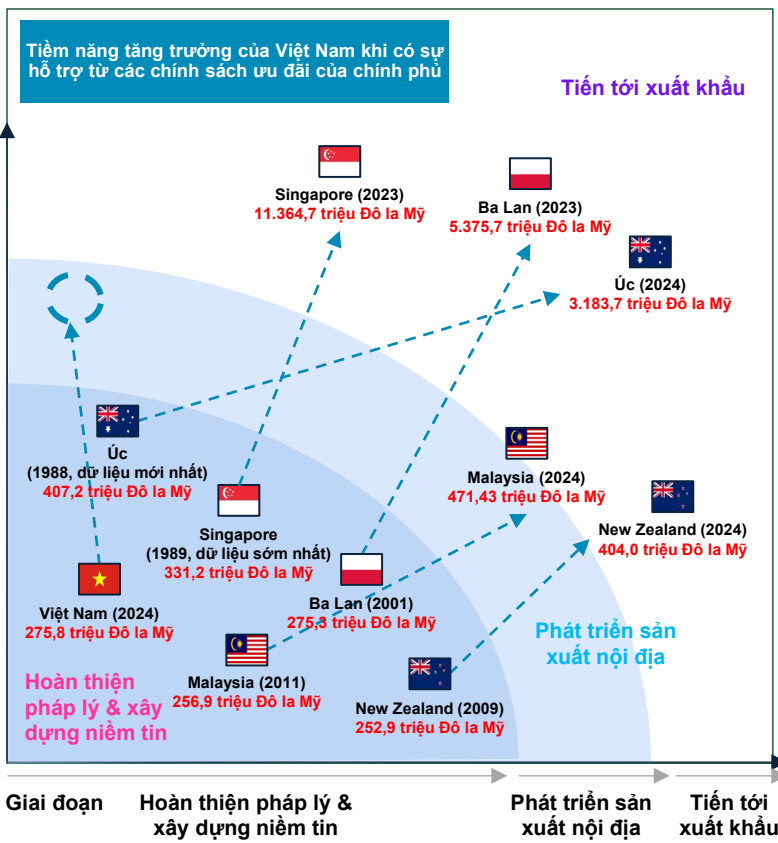 Tiềm năng tăng trưởng của Việt Nam khi có sự
hỗ trợ từ các chính sách ưu đãi của chính phủ
Tiến tới xuất khẩu
Singapore (2023)
11.364,7 triệu Đô la Mỹ
Ba Lan (2023)
5.375,7 triệu Đô la Mỹ
Úc (2024)
3.183,7 triệu Đô la Mỹ
Úc
(1988, dữ liệu mới nhất)
407,2 triệu Đô la Mỹ
Malaysia (2024)
471,43 triệu Đô la Mỹ
Singapore
(1989, dữ liệu sớm nhất)
331,2 triệu Đô la Mỹ
New Zealand (2024)
404,0 triệu Đô la Mỹ
Việt Nam (2024)
275,8 triệu Đô la Mỹ
Ba Lan (2001)
275,3 triệu Đô la Mỹ
Phát triển sản
xuất nội địa
Malaysia (2011)
256,9 triệu Đô la Mỹ
New Zealand (2009)
252,9 triệu Đô la Mỹ
Hoàn thiện
pháp lý & xây
dựng niềm tin
Giai đoạn
Hoàn thiện pháp lý &
xây dựng niềm tin
Phát triển sản
xuất nội địa
Tiến tới
xuất khẩu